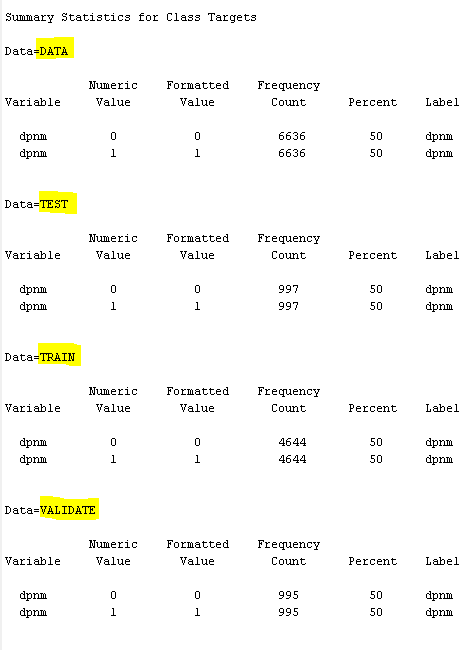 Summary Statistics for Class Targets
Data=DATA
Numeric Formatted Frequency
Variable Value Value Count Percent Label
dpnm 0 0 6636 50 dpnm
dpnm 1 1 6636 50 dpnm
Data=TEST
Numeric Formatted Frequency
Variable Value Value Count Percent Label
dpnm 0 0 997 50 dpnm
dpnm 1 1 997 50 dpnm
Data=TRAIN
Numeric Formatted Frequency
Variable Value Value Count Percent Label
dpnm 0 0 4644 50 dpnm
dpnm 1 1 4644 50 dpnm
Data=VALIDATE
Numeric Formatted Frequency
Variable Value Value Count Percent Label
dpnm 0 0 995 50 dpnm
dpnm 1 1 995 50 dpnm